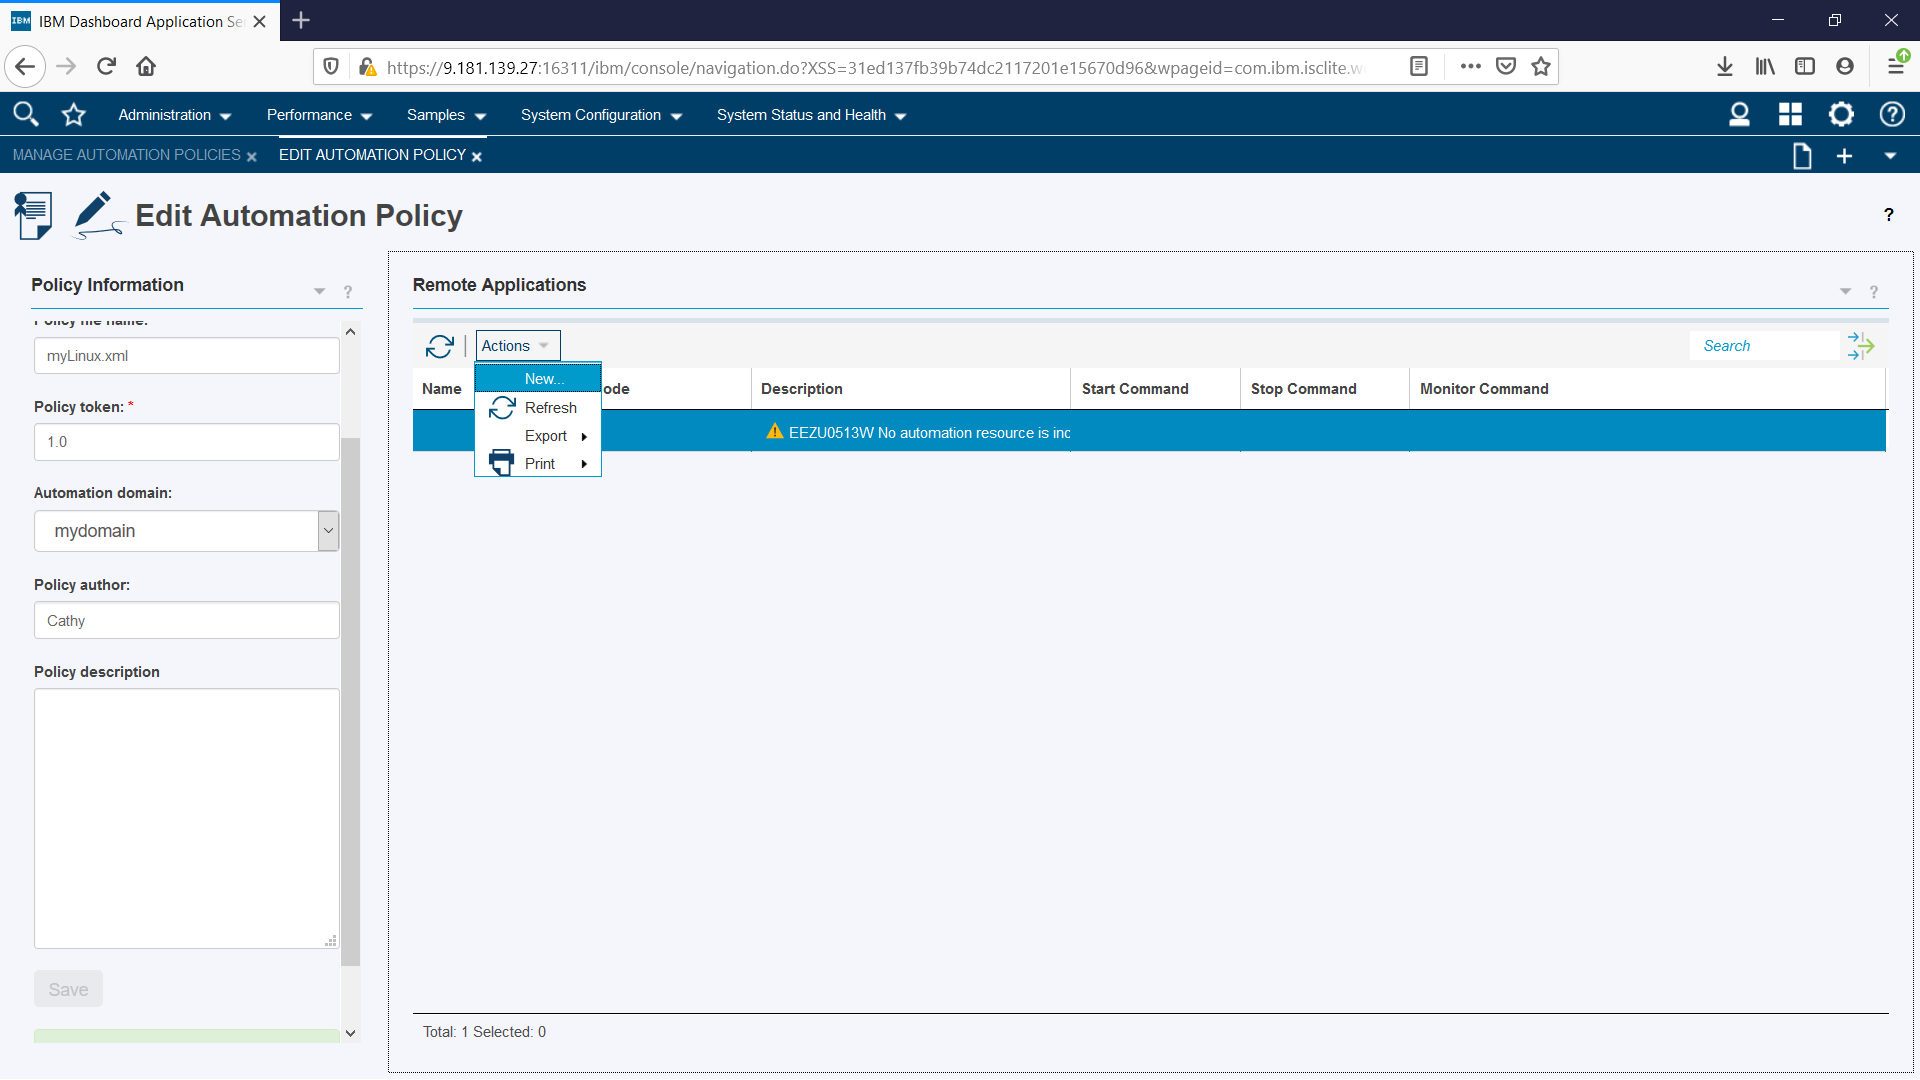 IBM Dashboard Application Se
https://9.181.139.27:16311/ibm/console/navigation.do?XSS=31ed137fb39b74dc2117201e15670d96&wpageid=com.ibm.isclite.w
Administration Performance Samples System Configuration System Status and Health
MANAGE AUTOMATION POLICIES EDIT AUTOMATION POLICY
Edit Automation Policy
?
Policy Information
?
Policy file name:
myLinux.xml
Policy token: *
1.0
Automation domain:
mydomain
Policy author:
Cathy
Policy description
Save
Remote Applications
?
Actions
Search
New...
Refresh
Export
Print
Name ode Description Start Command Stop Command Monitor Command
EEZU0513W No automation resource is inc
Total: 1 Selected: 0